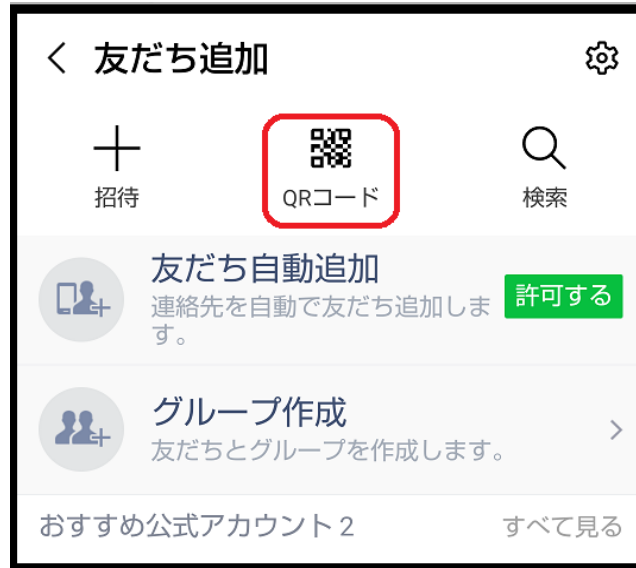 友だち追加
招待
QRコード
検索
友だち自動追加
連絡先を自動で友だち追加しま
す。
許可する
グループ作成
友だちとグループを作成します。
おすすめ公式アカウント 2
すべて見る